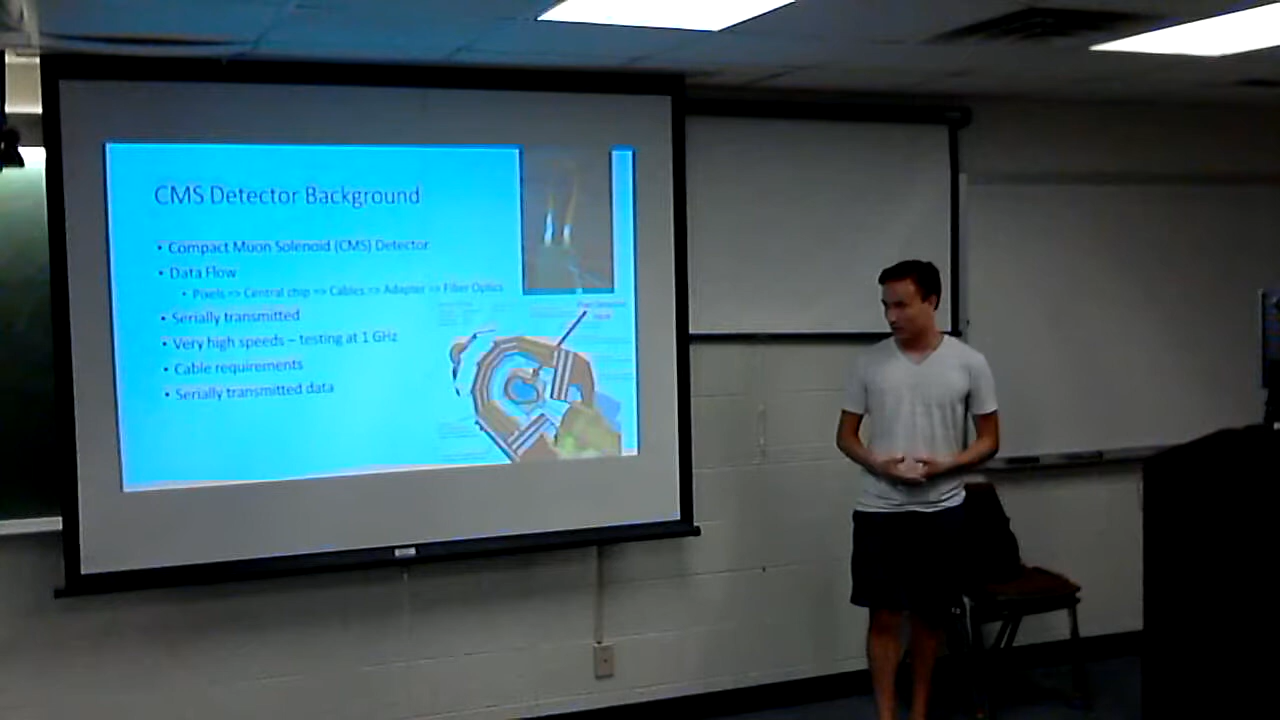 CMS Detector Background
• Compact Muon Solenoid (CMS) Detector
• Data Flow
• Pixels => Central chip => Cables => Adapter => Fiber Optics
• Serially transmitted
• Very high speeds – testing at 1 GHz
• Cable requirements
• Serially transmitted data